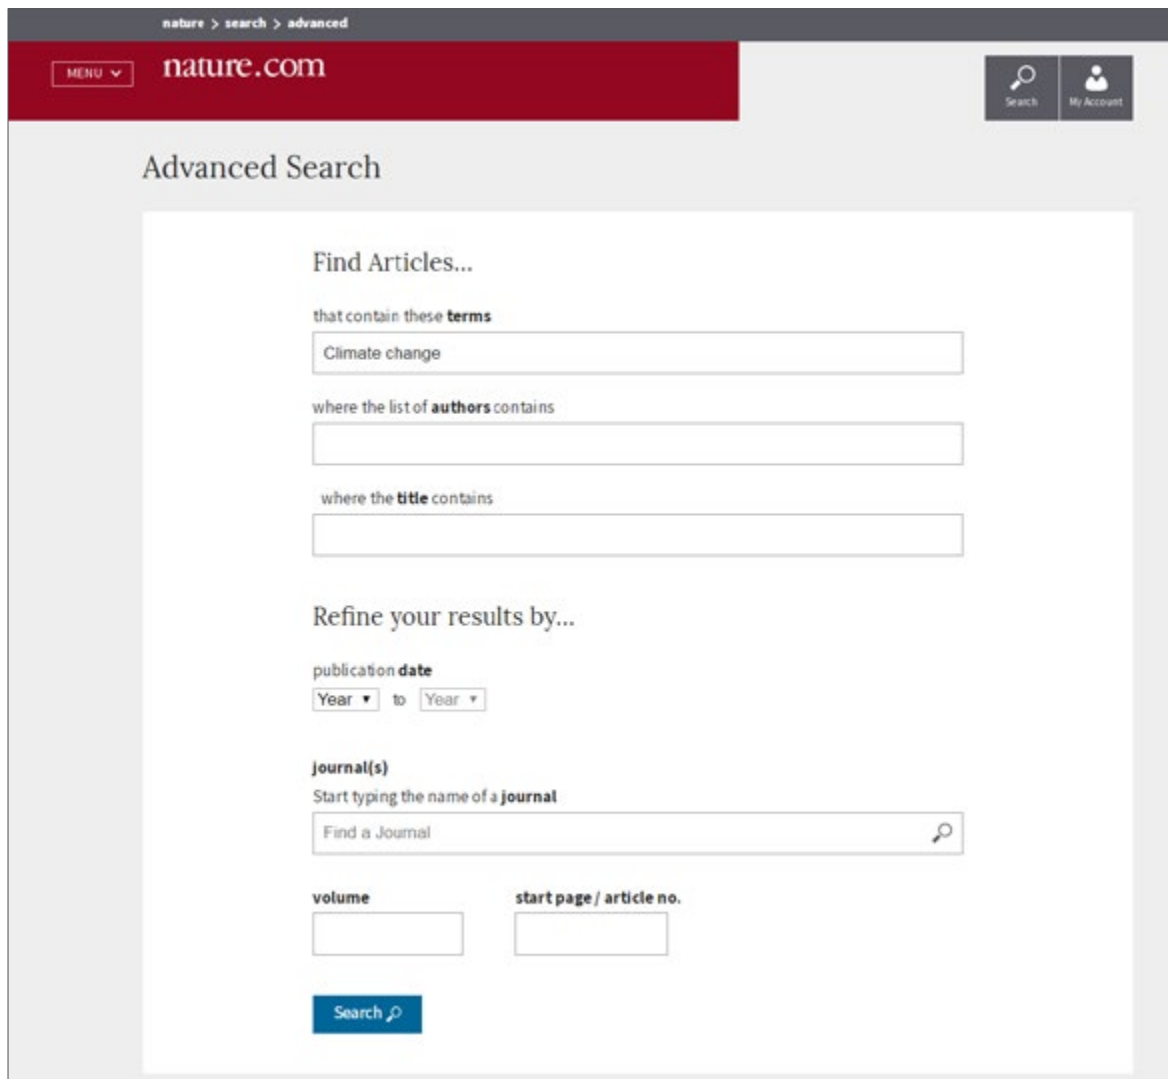 nature > search > advanced
MENU
nature.com
Search
My Account
Advanced Search
Find Articles...
that contain these terms
Climate change
where the list of authors contains
where the title contains
Refine your results by...
publication date
Year to Year
journal(s)
Start typing the name of a journal
Find a Journal
volume start page / article no.
Search